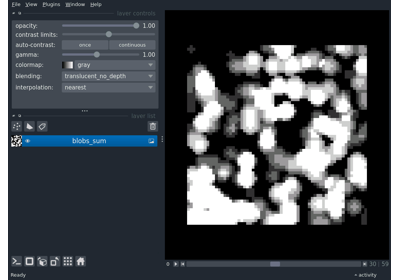 File View Plugins Window Help
layer controls
opacity: 1.00
contrast limits:
auto-contrast: once continuous
gamma: 1.00
colormap: gray
blending: translucent_no_depth
interpolation: nearest
layer list
blobs_sum
30 59
Ready
activity